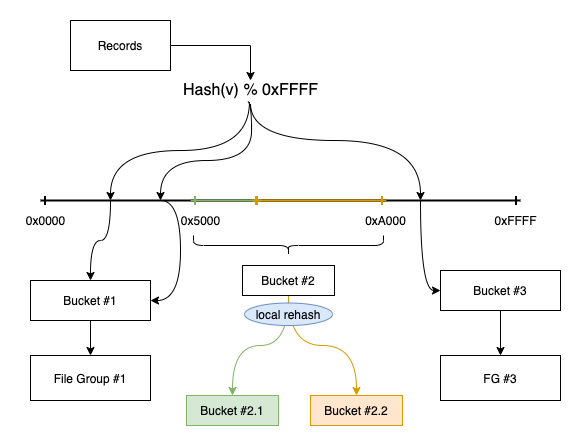 Records
Hash(v) % 0xFFFF
0x0000
0x5000
0xA000
0xFFFF
Bucket #1
Bucket #2
Bucket #3
local rehash
File Group #1
FG #3
Bucket #2.1
Bucket #2.2